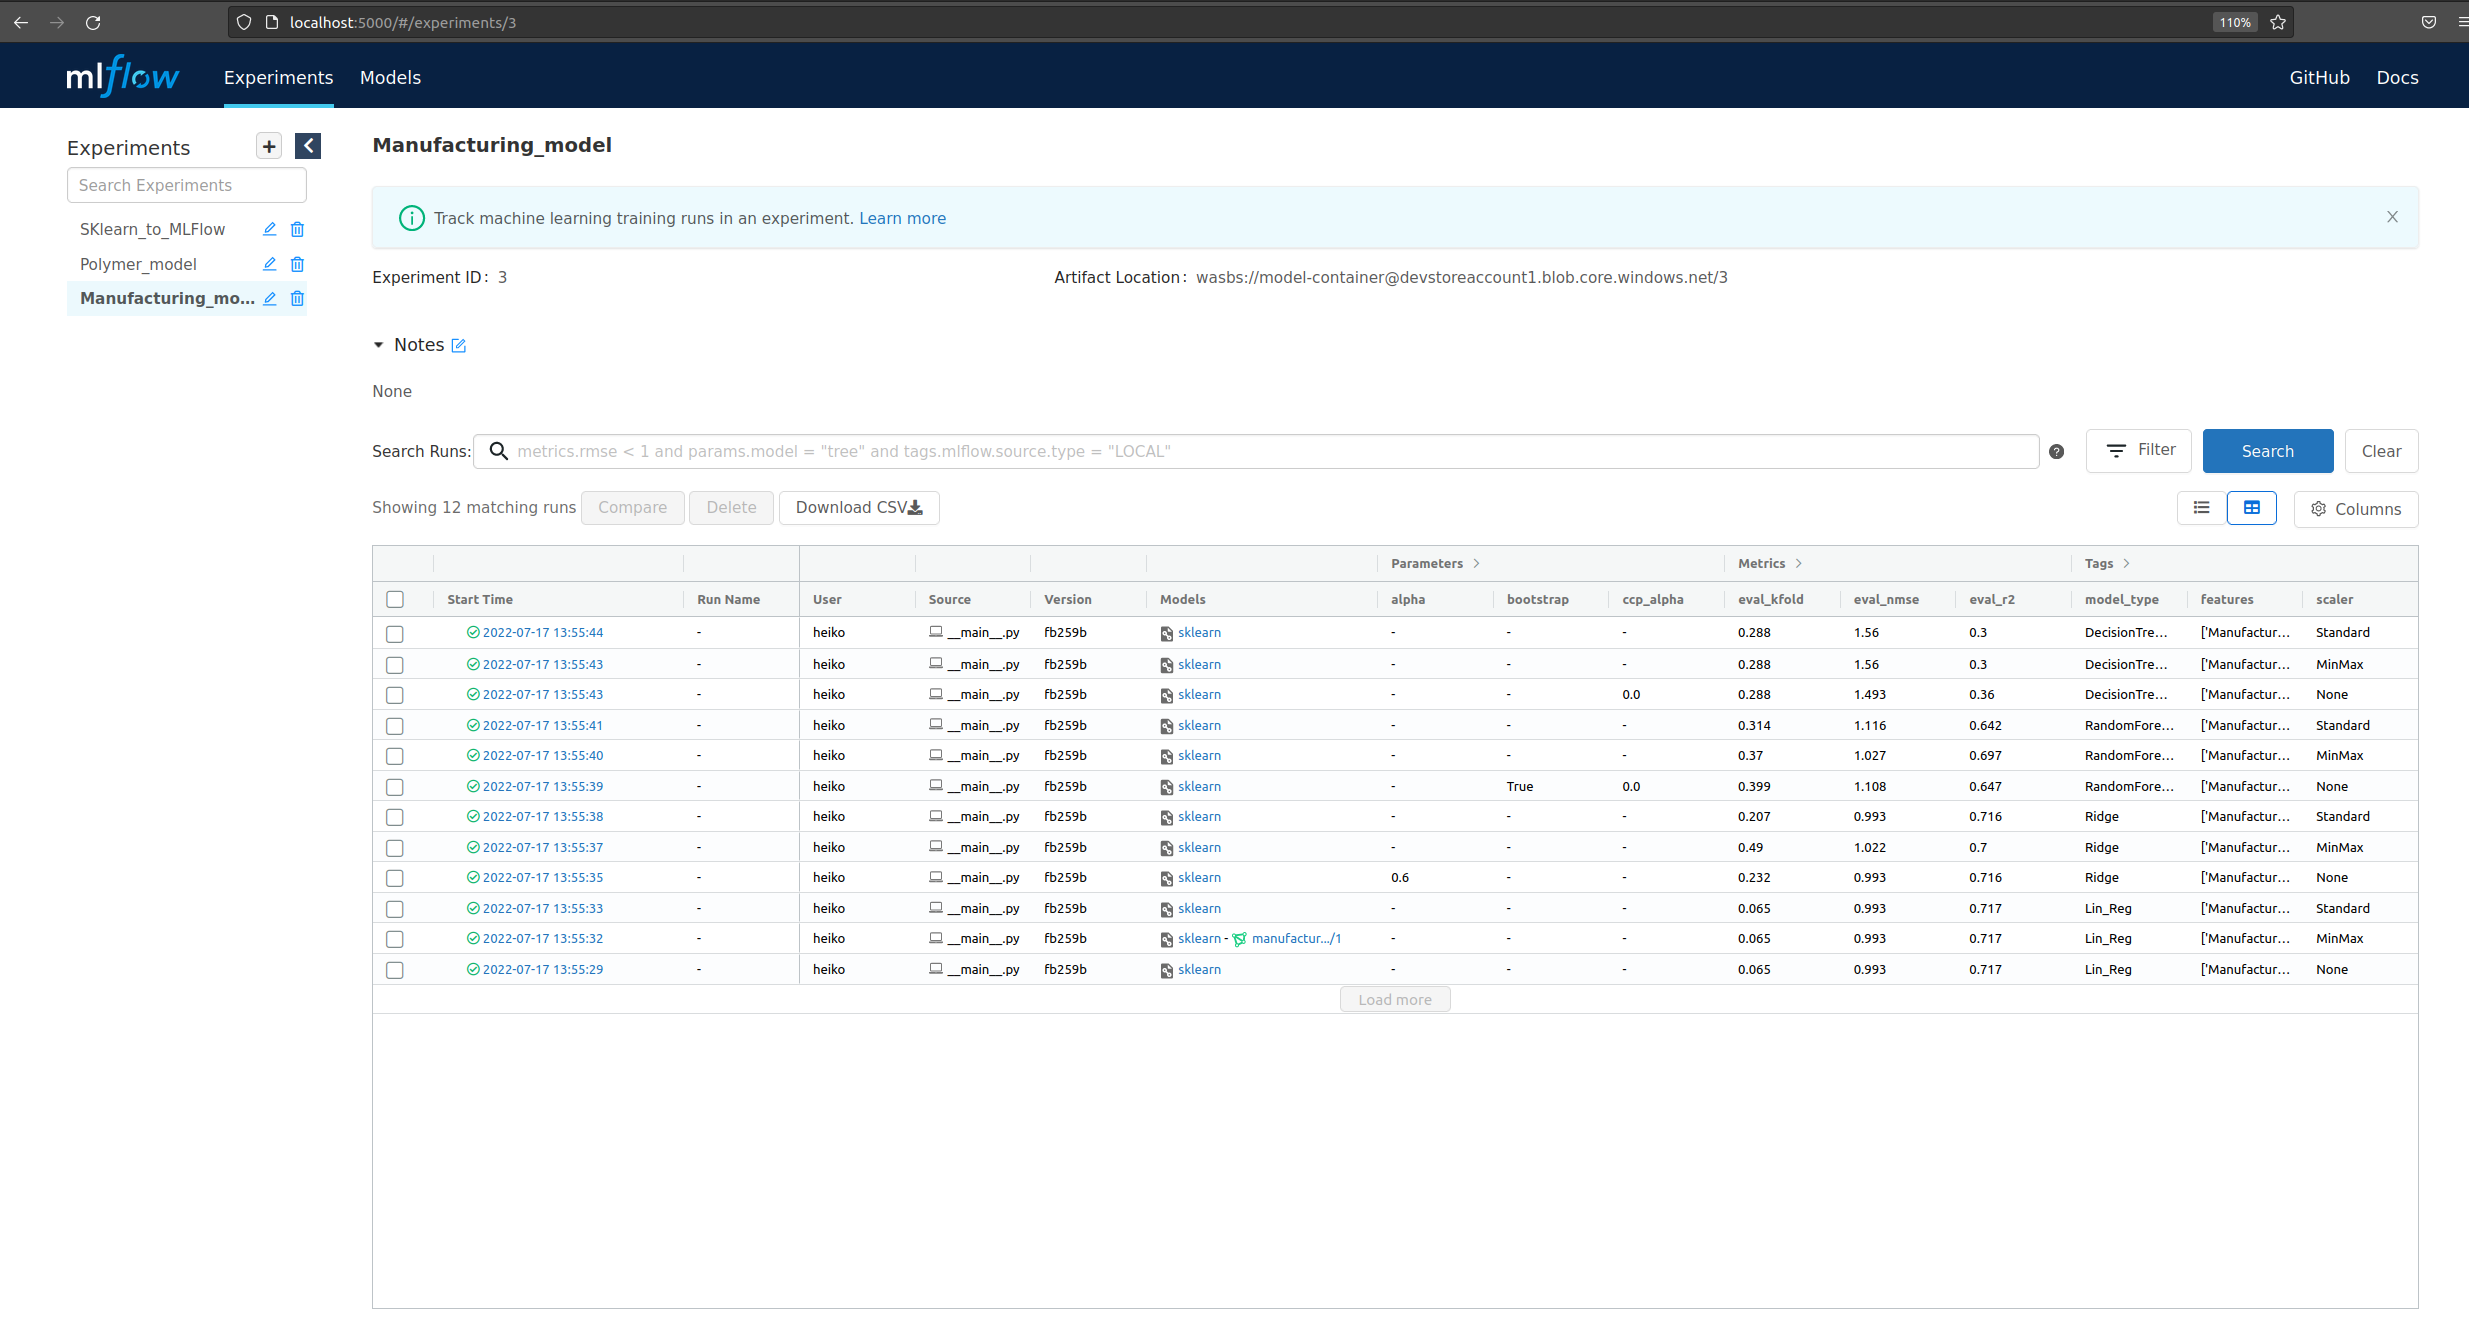 localhost:5000/#/experiments/3 110%
mlflow Experiments Models GitHub Docs
Experiments +
Search Experiments
SKlearn_to_MLFlow
Polymer_model
Manufacturing_mo...
Manufacturing_model
Track machine learning training runs in an experiment. Learn more
Experiment ID: 3 Artifact Location: wasbs://model-container@devstoreaccount1.blob.core.windows.net/3
Notes
None
Search Runs: metrics.rmse < 1 and params.model = "tree" and tags.mlflow.source.type = "LOCAL" ? Filter Search Clear
Showing 12 matching runs Compare Delete Download CSV Columns
Parameters > Metrics > Tags >
Start Time Run Name User Source Version Models alpha bootstrap ccp_alpha eval_kfold eval_nmse eval_r2 model_type features scaler
2022-07-17 13:55:44 - heiko __main__.py fb259b sklearn - - - 0.288 1.56 0.3 DecisionTre... ['Manufactur... Standard
2022-07-17 13:55:43 - heiko __main__.py fb259b sklearn - - - 0.288 1.56 0.3 DecisionTre... ['Manufactur... MinMax
2022-07-17 13:55:43 - heiko __main__.py fb259b sklearn - - 0.0 0.288 1.493 0.36 DecisionTre... ['Manufactur... None
2022-07-17 13:55:41 - heiko __main__.py fb259b sklearn - - - 0.314 1.116 0.642 RandomFore... ['Manufactur... Standard
2022-07-17 13:55:40 - heiko __main__.py fb259b sklearn - - - 0.37 1.027 0.697 RandomFore... ['Manufactur... MinMax
2022-07-17 13:55:39 - heiko __main__.py fb259b sklearn - True 0.0 0.399 1.108 0.647 RandomFore... ['Manufactur... None
2022-07-17 13:55:38 - heiko __main__.py fb259b sklearn - - - 0.207 0.993 0.716 Ridge ['Manufactur... Standard
2022-07-17 13:55:37 - heiko __main__.py fb259b sklearn - - - 0.49 1.022 0.7 Ridge ['Manufactur... MinMax
2022-07-17 13:55:35 - heiko __main__.py fb259b sklearn 0.6 - - 0.232 0.993 0.716 Ridge ['Manufactur... None
2022-07-17 13:55:33 - heiko __main__.py fb259b sklearn - - - 0.065 0.993 0.717 Lin_Reg ['Manufactur... Standard
2022-07-17 13:55:32 - heiko __main__.py fb259b sklearn - manufactur.../1 - - - 0.065 0.993 0.717 Lin_Reg ['Manufactur... MinMax
2022-07-17 13:55:29 - heiko __main__.py fb259b sklearn - - - 0.065 0.993 0.717 Lin_Reg ['Manufactur... None
Load more